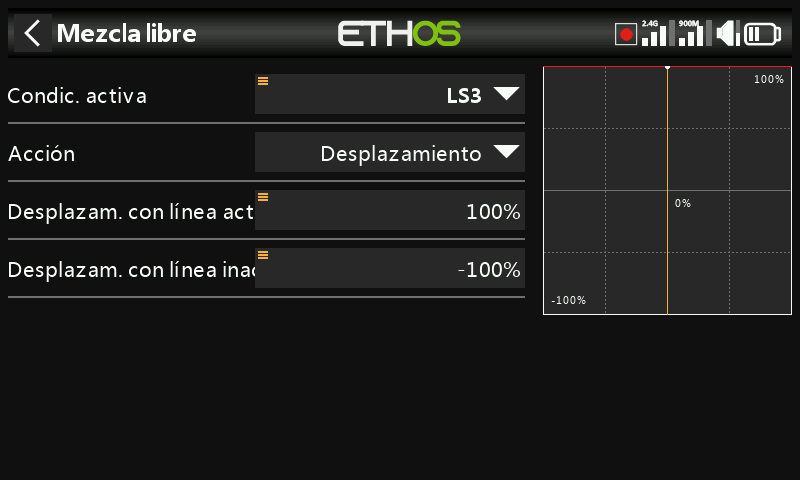 Mezcla libre
ETHOS
2.4G
900M
Condic. activa
LS3
Acción
Desplazamiento
Desplazam. con línea act
100%
Desplazam. con línea inac
-100%
100%
0%
-100%